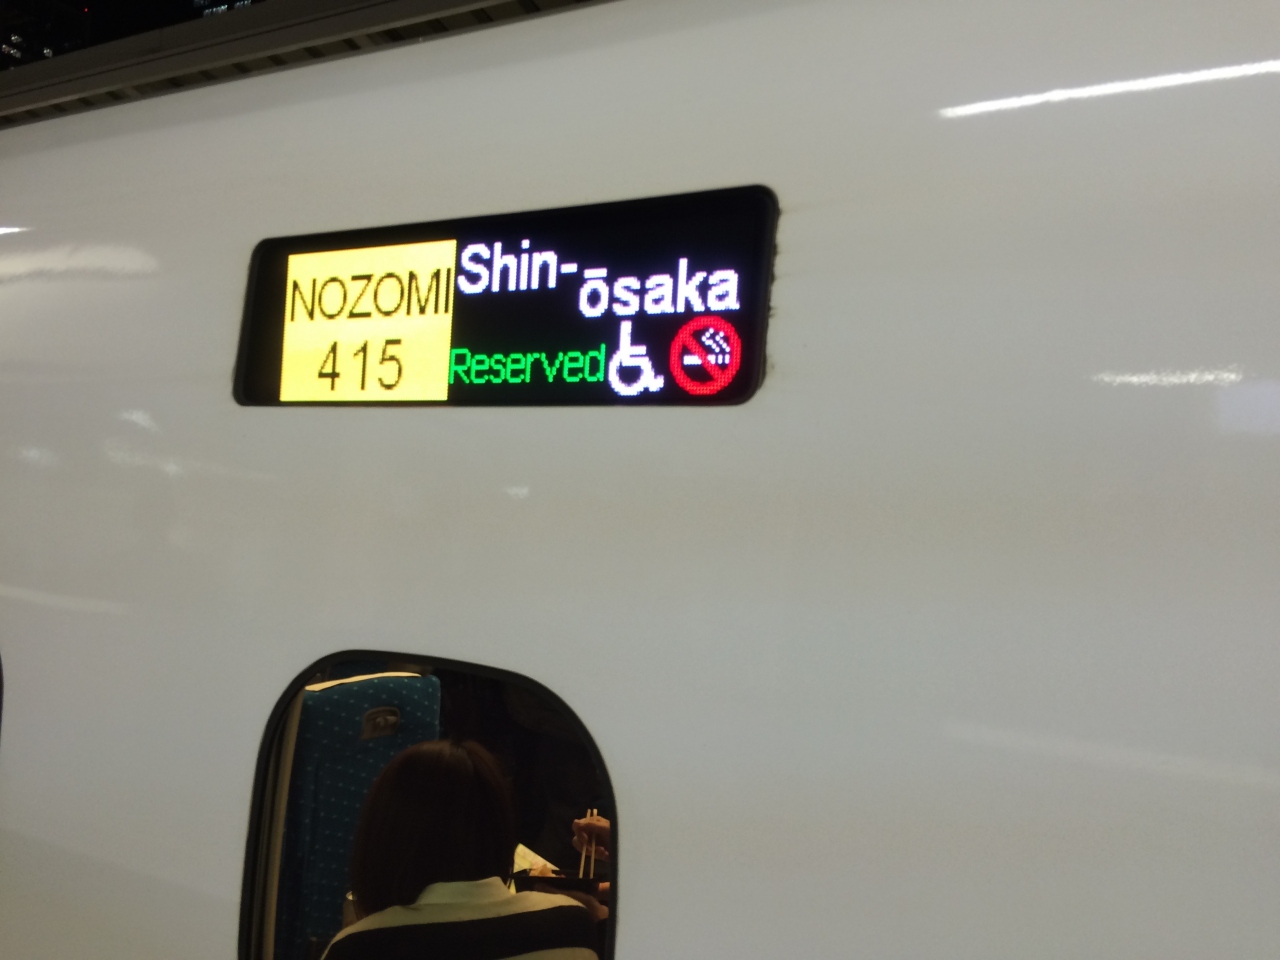 NOZOMI
415
Shin-
ōsaka
Reserved